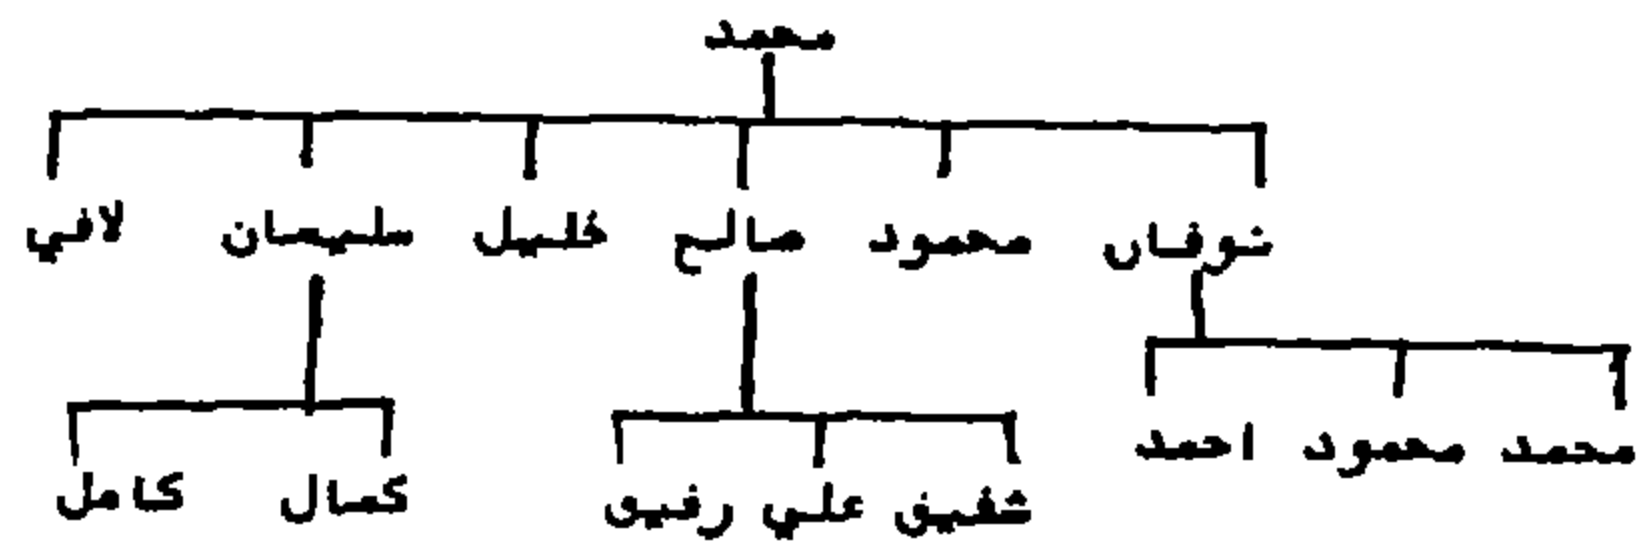 محمد
نوفان محمود صالح خليل سليمان لافي
محمد محمود احمد
شفيق علي رفيق كمال كامل